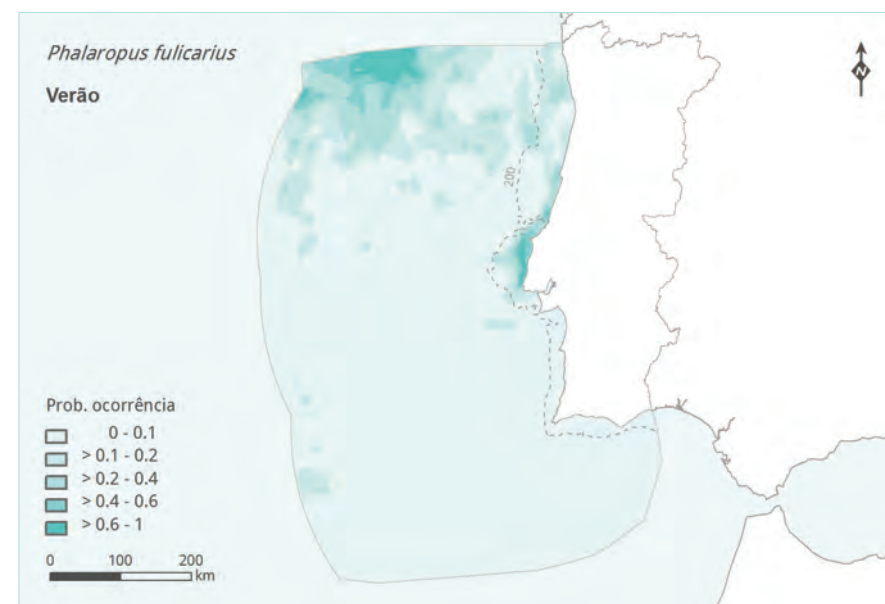 Phalaropus fulicarius
Verão
N
200
Prob. ocorrência
0 - 0.1
> 0.1 - 0.2
> 0.2 - 0.4
> 0.4 - 0.6
> 0.6 - 1
0 100 200
km